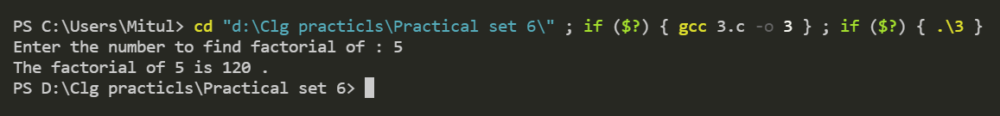 PS C:\Users\Mitul> cd "d:\Clg practicls\Practical set 6\" ; if ($?) { gcc 3.c -o 3 } ; if ($?) { .\3 }
Enter the number to find factorial of : 5
The factorial of 5 is 120 .
PS D:\Clg practicls\Practical set 6>